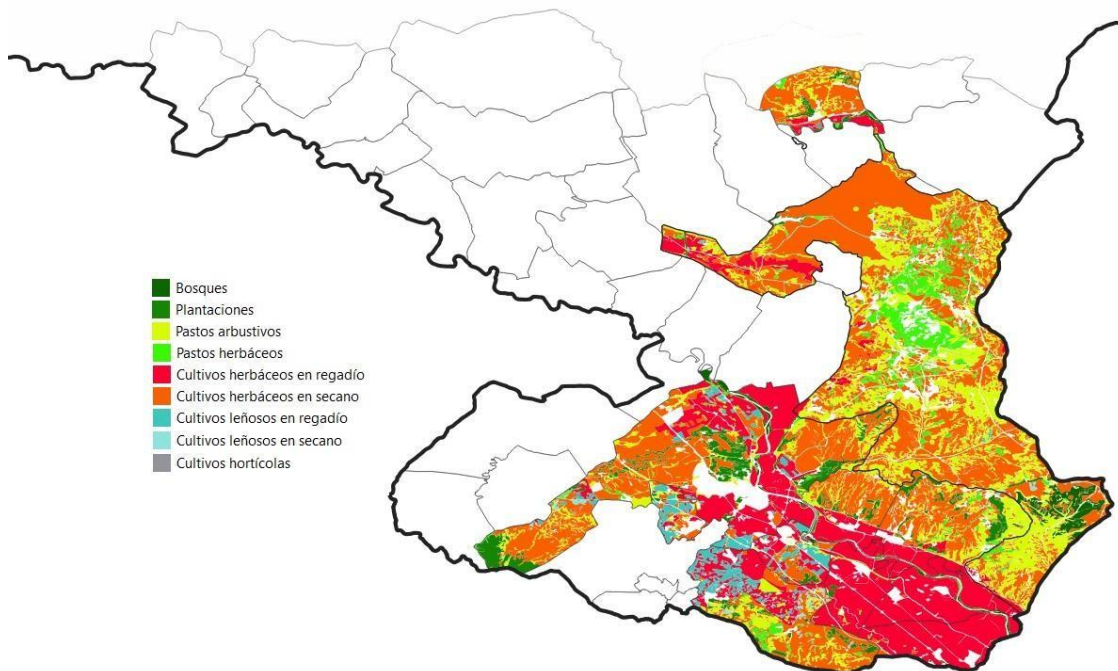 Bosques
Plantaciones
Pastos arbustivos
Pastos herbáceos
Cultivos herbáceos en regadío
Cultivos herbáceos en secano
Cultivos leñosos en regadío
Cultivos leñosos en secano
Cultivos hortícolas